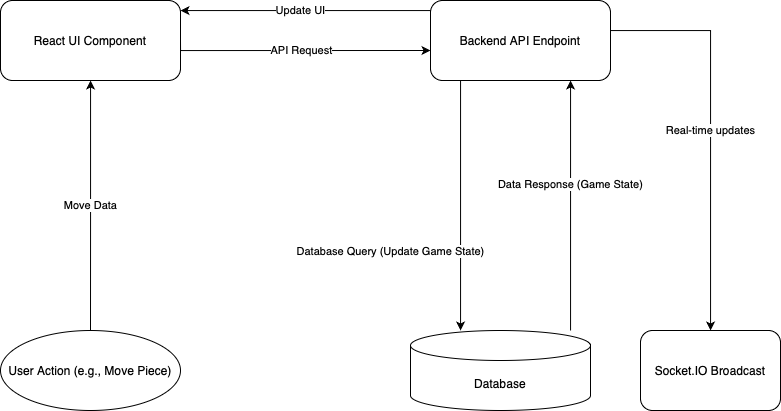 Update UI
React UI Component
Backend API Endpoint
API Request
Real-time updates
Data Response (Game State)
Move Data
Database Query (Update Game State)
User Action (e.g., Move Piece)
Database
Socket.IO Broadcast